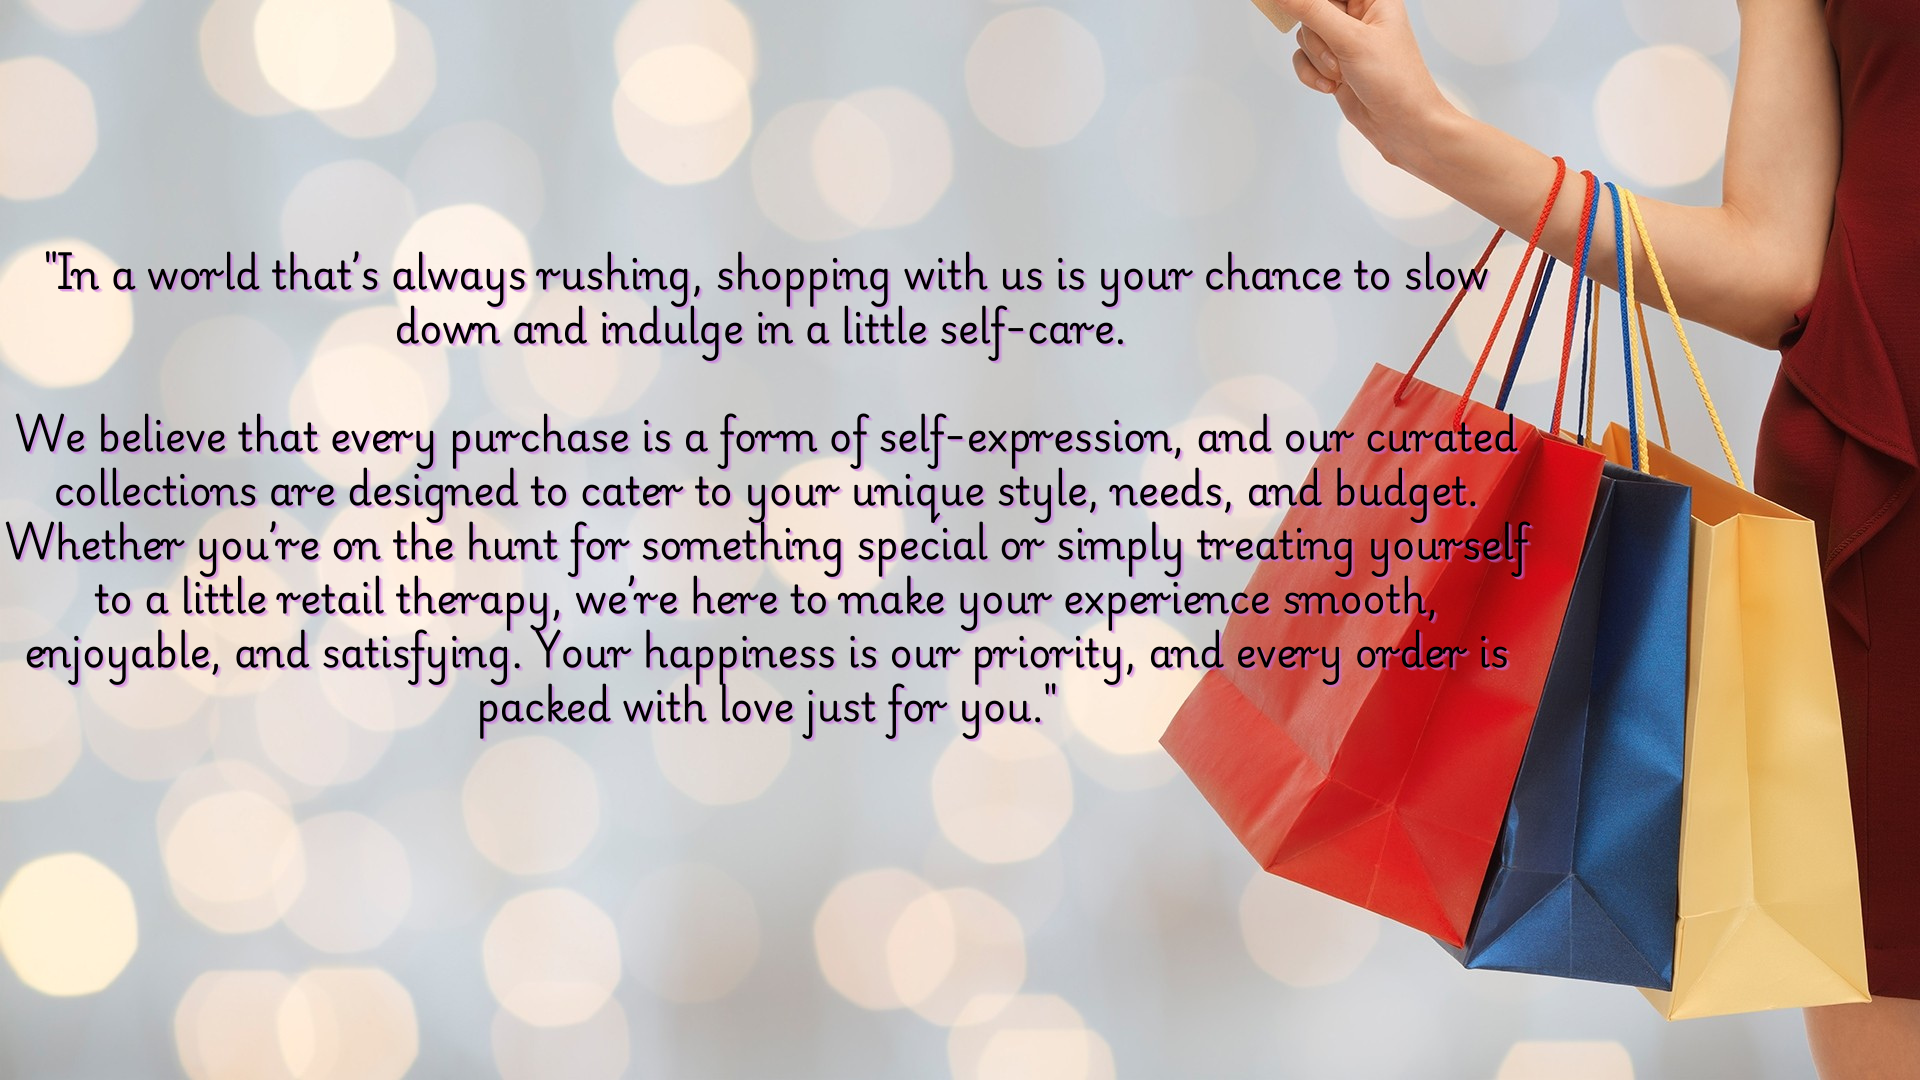 "In a world that’s always rushing, shopping with us is your chance to slow
down and indulge in a little self-care.
We believe that every purchase is a form of self-expression, and our curated
collections are designed to cater to your unique style, needs, and budget.
Whether you’re on the hunt for something special or simply treating yourself
to a little retail therapy, we’re here to make your experience smooth,
enjoyable, and satisfying. Your happiness is our priority, and every order is
packed with love just for you."